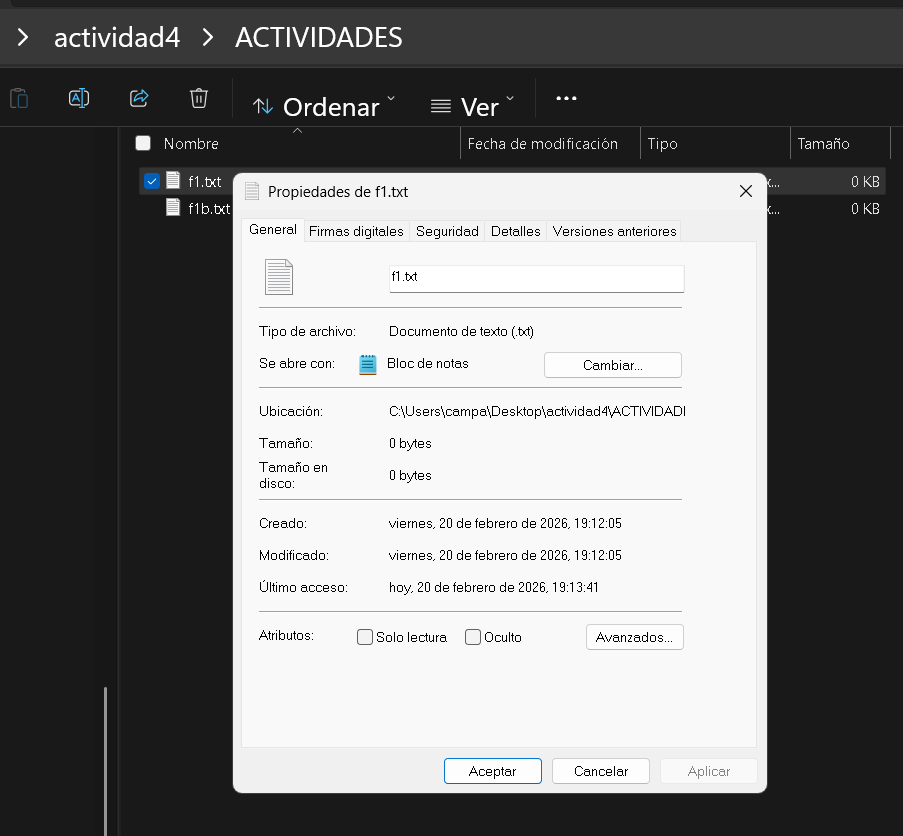 actividad4 > ACTIVIDADES
Ordenar Ver ...
Nombre Fecha de modificación Tipo Tamaño
f1.txt x... 0 KB
f1b.txt x... 0 KB
Propiedades de f1.txt
General Firmas digitales Seguridad Detalles Versiones anteriores
f1.txt
Tipo de archivo: Documento de texto (.txt)
Se abre con: Bloc de notas Cambiar...
Ubicación: C:\Users\campa\Desktop\actividad4\ACTIVIDADI
Tamaño: 0 bytes
Tamaño en
disco: 0 bytes
Creado: viernes, 20 de febrero de 2026, 19:12:05
Modificado: viernes, 20 de febrero de 2026, 19:12:05
Último acceso: hoy, 20 de febrero de 2026, 19:13:41
Atributos: Solo lectura Oculto Avanzados...
Aceptar Cancelar Aplicar